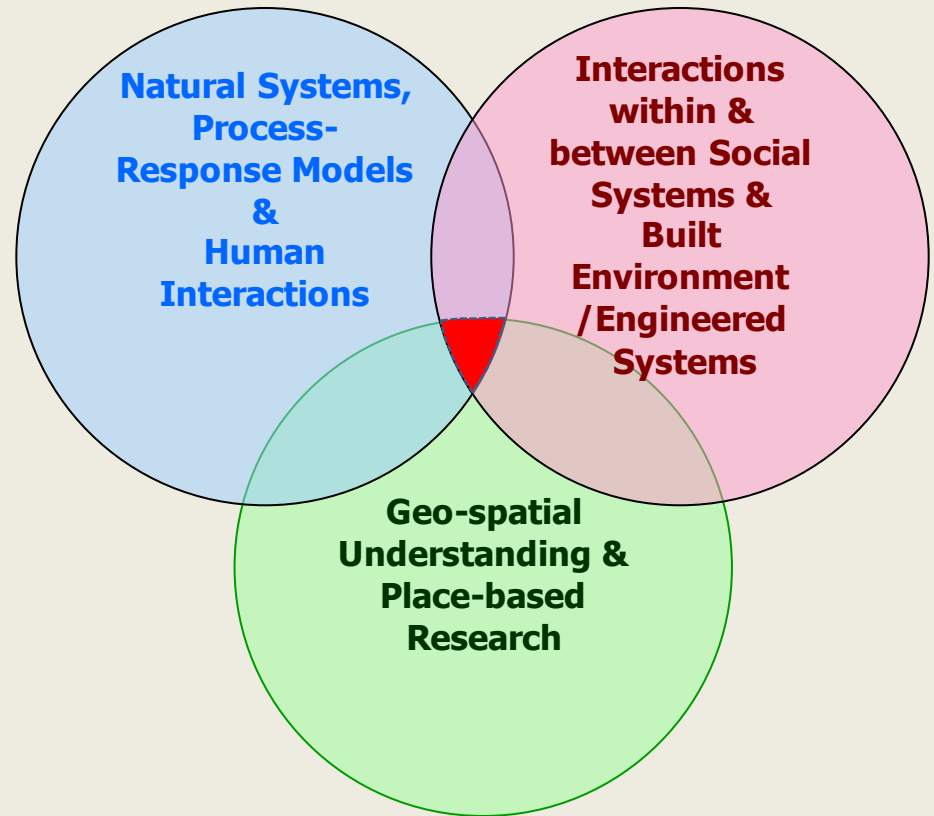 Natural Systems,
Process-
Response Models
&
Human
Interactions
Interactions
within &
between Social
Systems &
Built
Environment
/Engineered
Systems
Geo-spatial
Understanding &
Place-based
Research